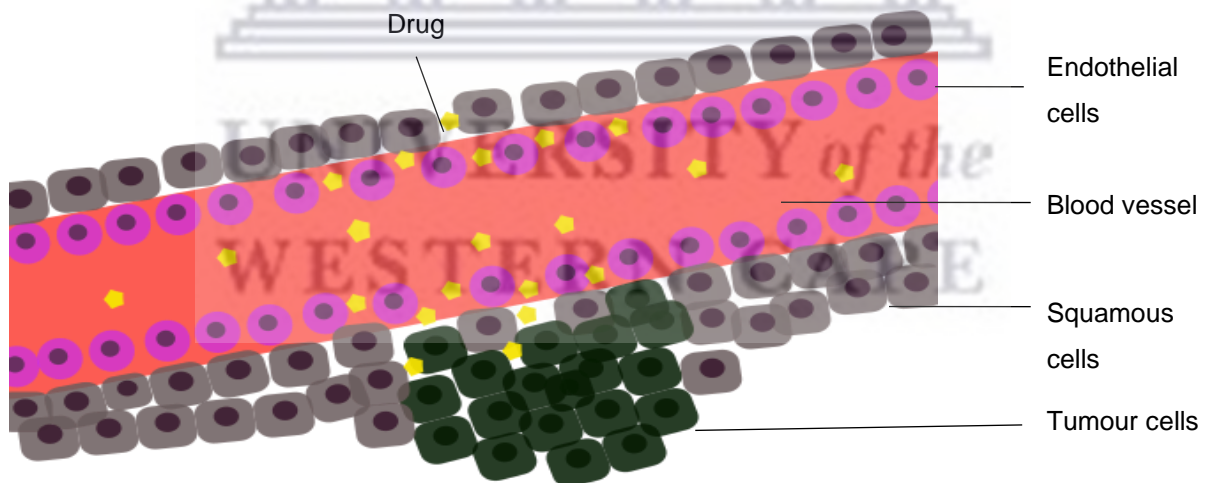 Drug
Endothelial
cells
UNIVERSITY of the
Blood vessel
WESTERN CAPE
Squamous
cells
Tumour cells